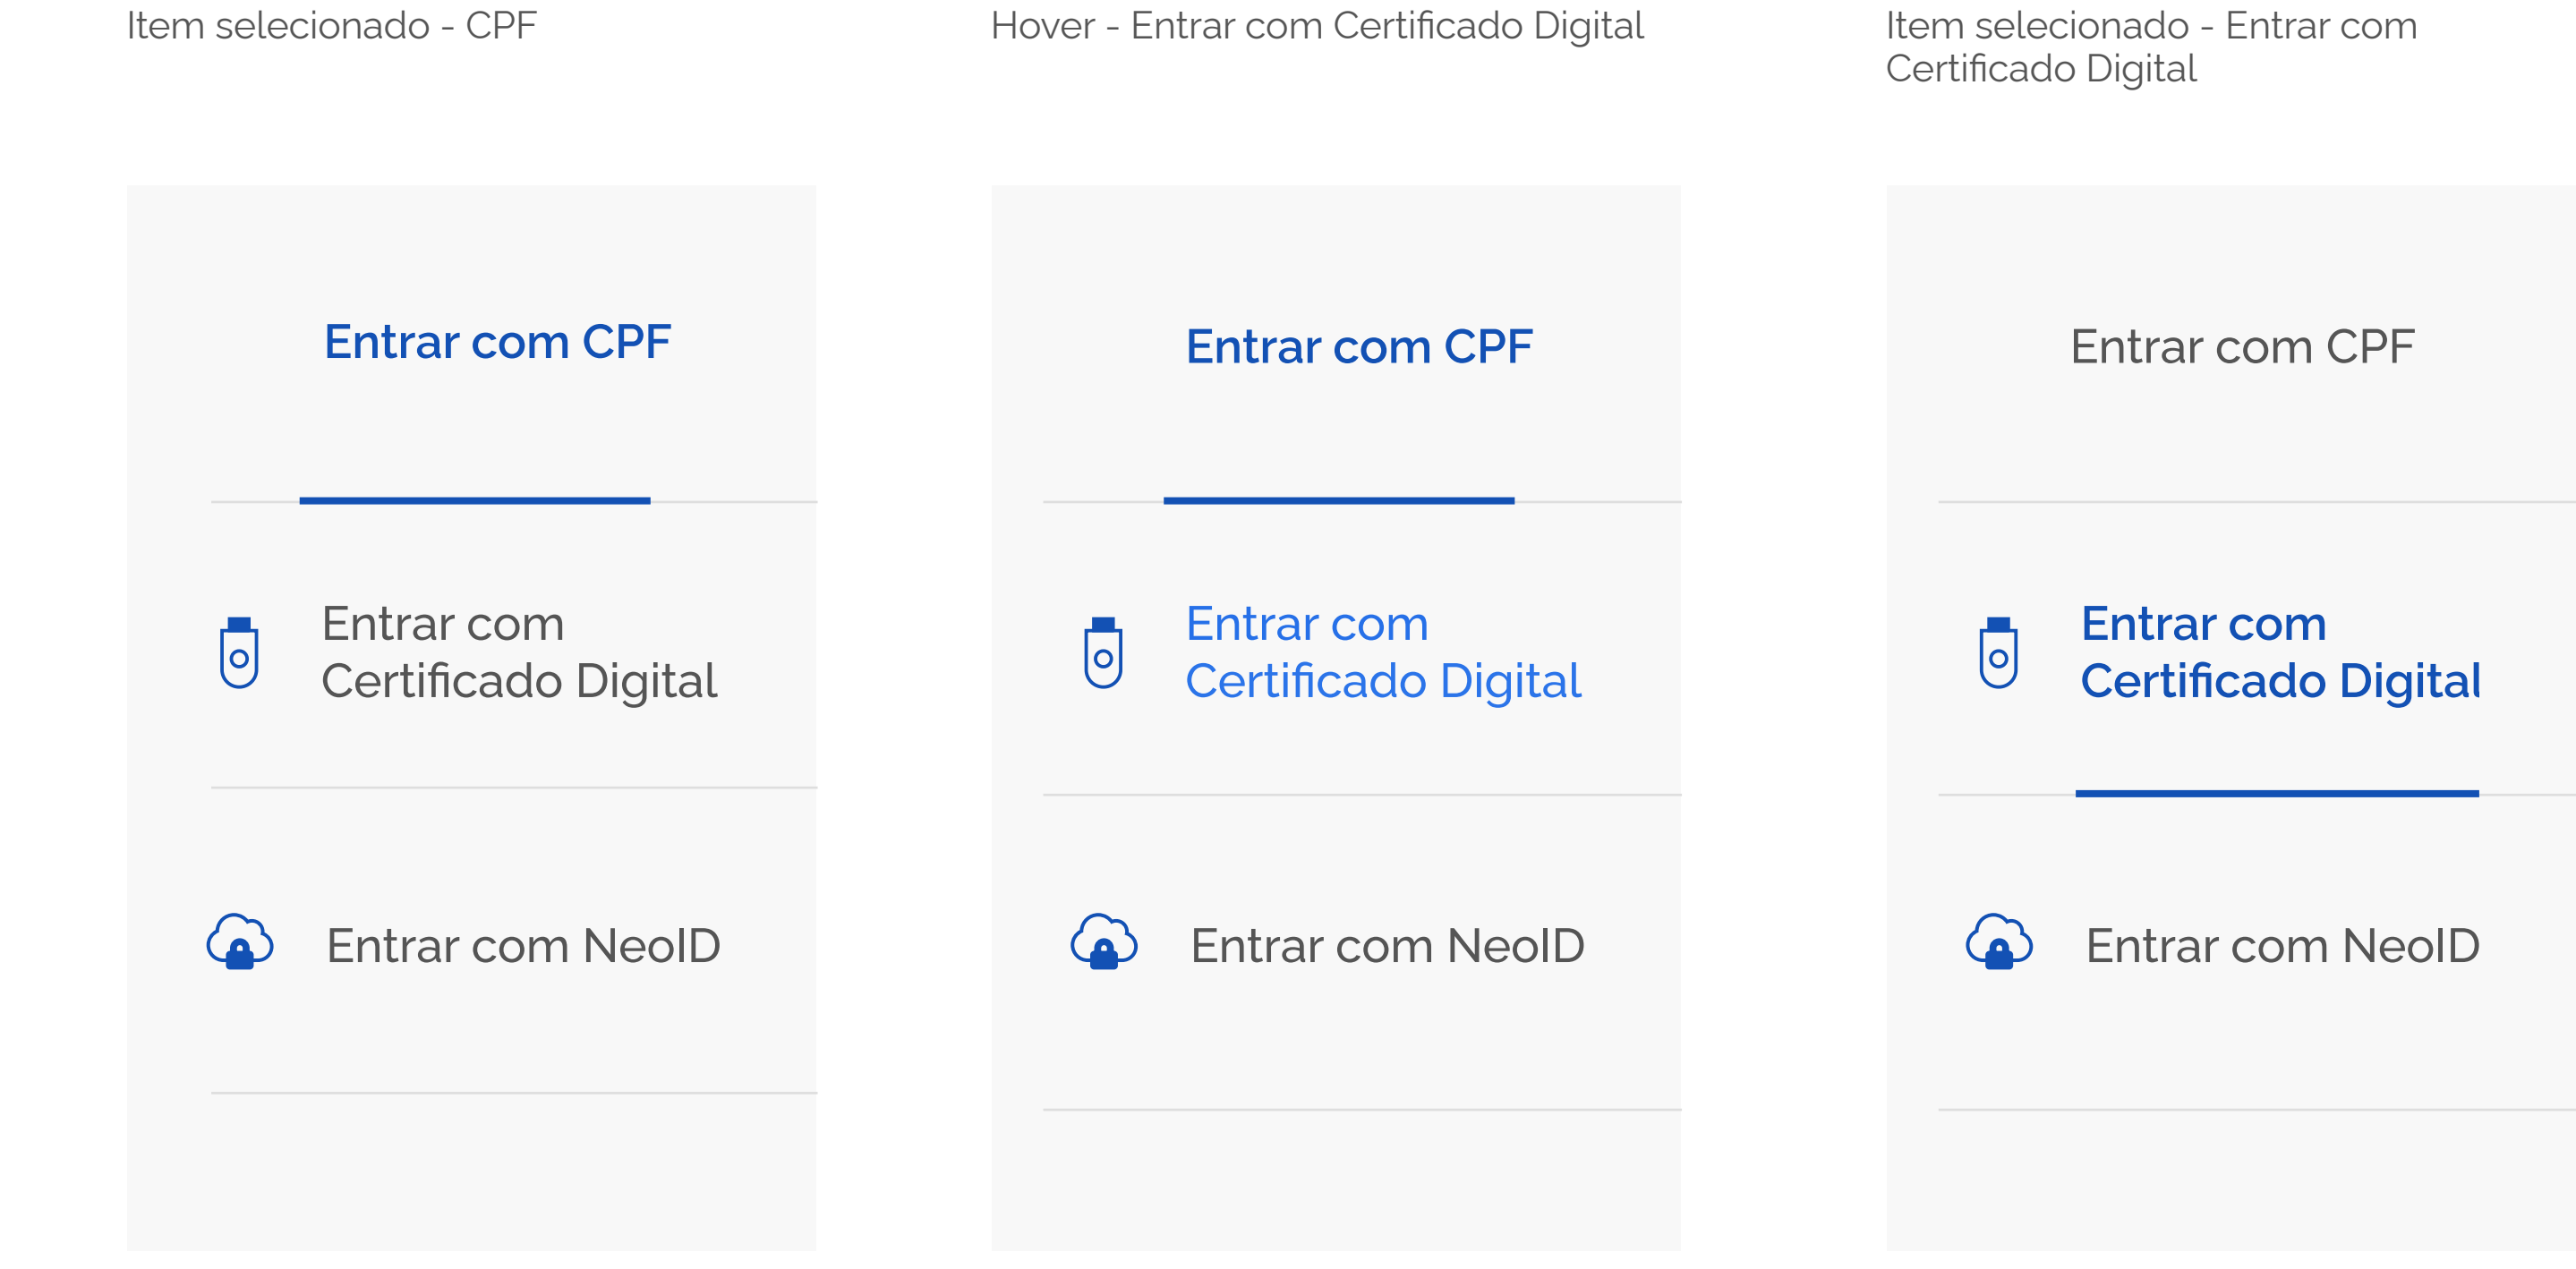 Item selecionado - CPF
Entrar com CPF
Entrar com
Certificado Digital
Entrar com NeoID
Hover - Entrar com Certificado Digital
Entrar com CPF
Entrar com
Certificado Digital
Entrar com NeoID
Item selecionado - Entrar com
Certificado Digital
Entrar com CPF
Entrar com
Certificado Digital
Entrar com NeoID